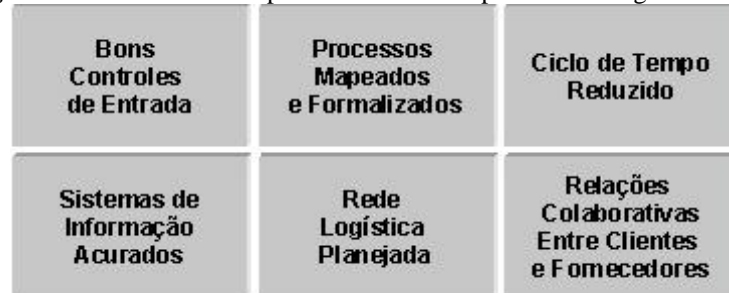 Bons
Controles
de Entrada
Processos
Mapeados
e Formalizados
Ciclo de Tempo
Reduzido
Sistemas de
Informação
Acurados
Rede
Logística
Planejada
Relações
Colaborativas
Entre Clientes
e Fornecedores